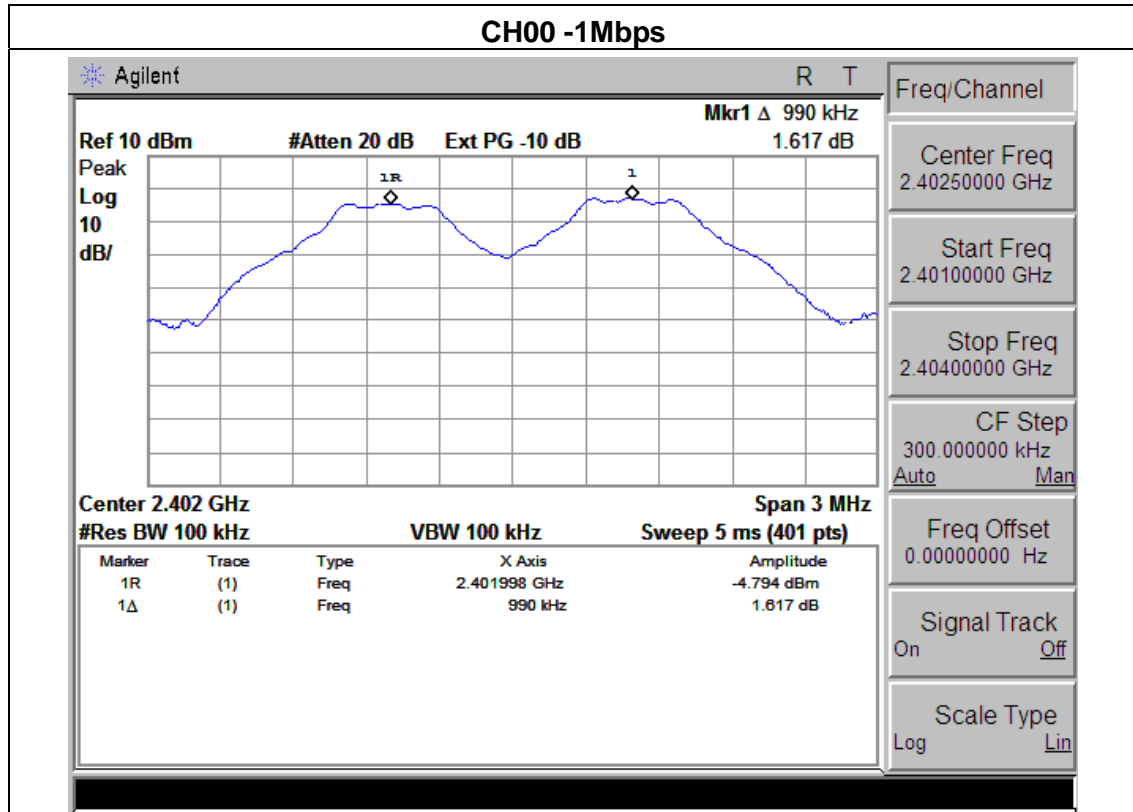 CH00 -1Mbps
Agilent R T
Mkr1 Δ 990 kHz
Ref 10 dBm #Atten 20 dB Ext PG -10 dB 1.617 dB
Peak
Log
10
dB/
1R
1
Center 2.402 GHz Span 3 MHz
#Res BW 100 kHz VBW 100 kHz Sweep 5 ms (401 pts)
Marker Trace Type X Axis Amplitude
1R (1) Freq 2.401998 GHz -4.794 dBm
1Δ (1) Freq 990 kHz 1.617 dB
Freq/Channel
Center Freq
2.40250000 GHz
Start Freq
2.40100000 GHz
Stop Freq
2.40400000 GHz
CF Step
300.000000 kHz
Auto Man
Freq Offset
0.00000000 Hz
Signal Track
On Off
Scale Type
Log Lin